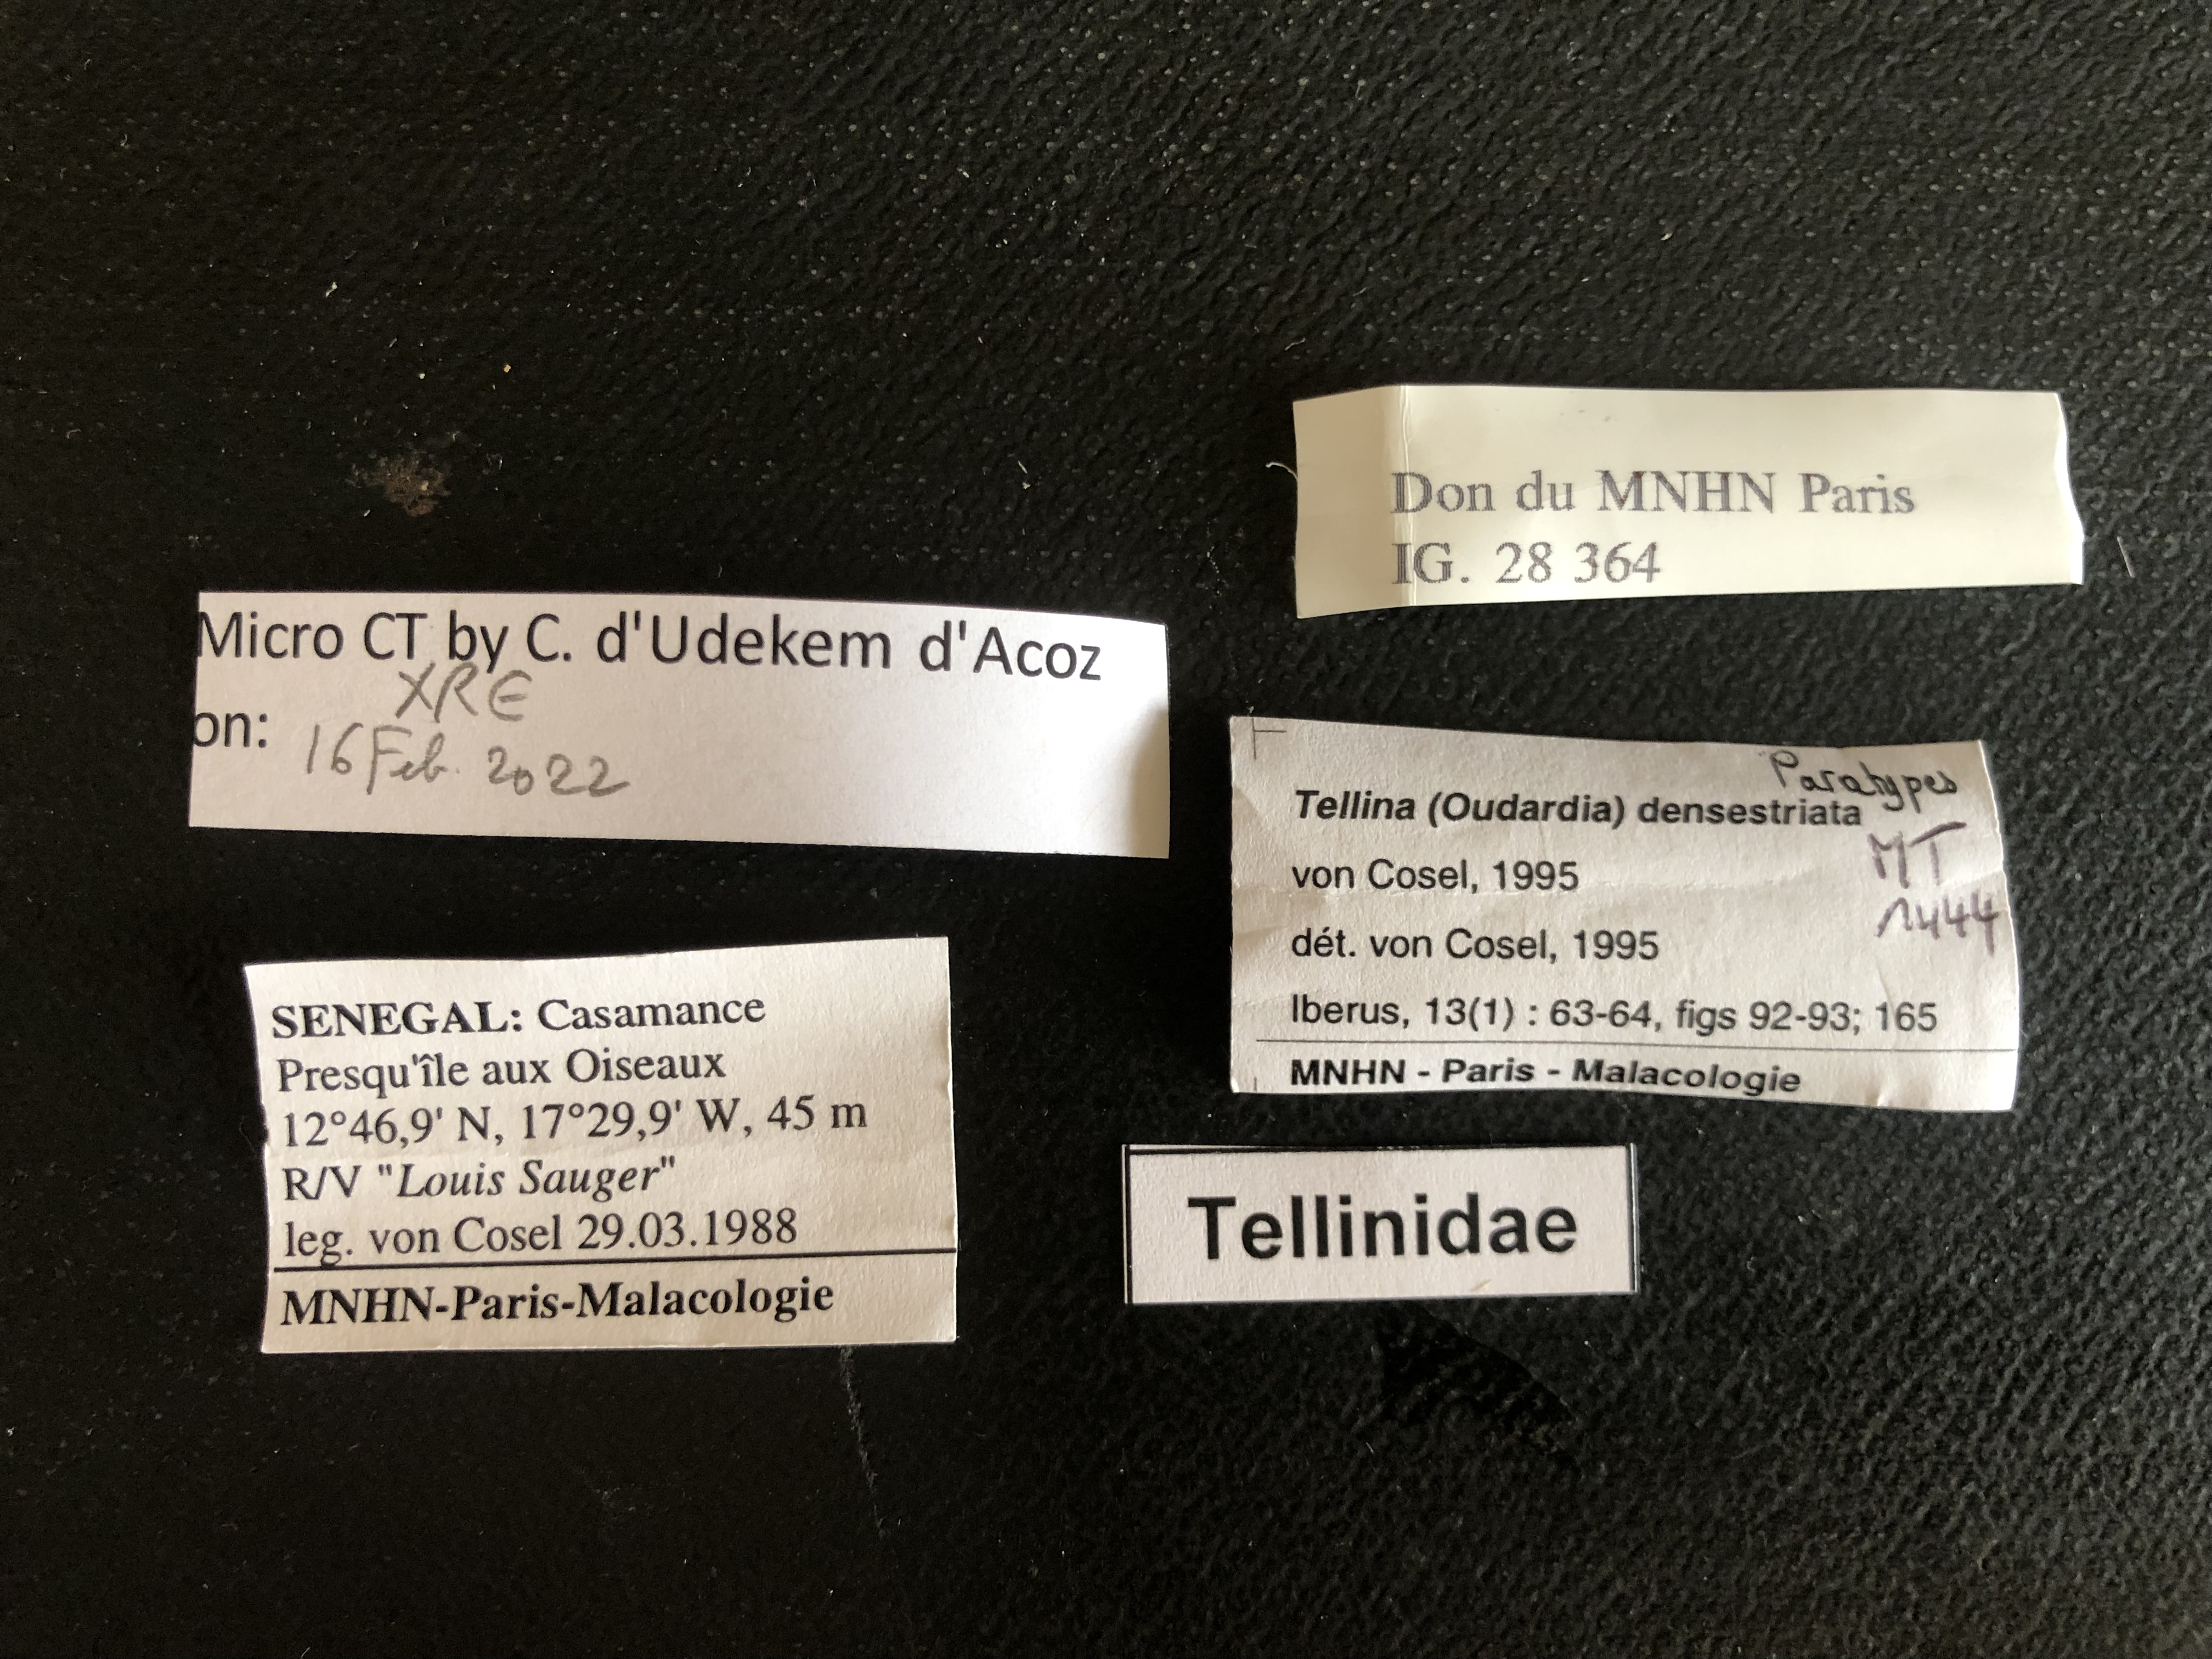 Don du MNHN Paris
IG. 28 364
Micro CT by C. d'Udekem d'Acoz
XRE
on: 16 Feb. 2022
Paratypes
Tellina (Oudardia) densestriata
MT
von Cosel, 1995
1444
dét. von Cosel, 1995
Iberus, 13(1) : 63-64, figs 92-93; 165
MNHN - Paris - Malacologie
SENEGAL: Casamance
Presqu'île aux Oiseaux
12°46,9' N, 17°29,9' W, 45 m
R/V "Louis Sauger"
leg. von Cosel 29.03.1988
MNHN-Paris-Malacologie
Tellinidae